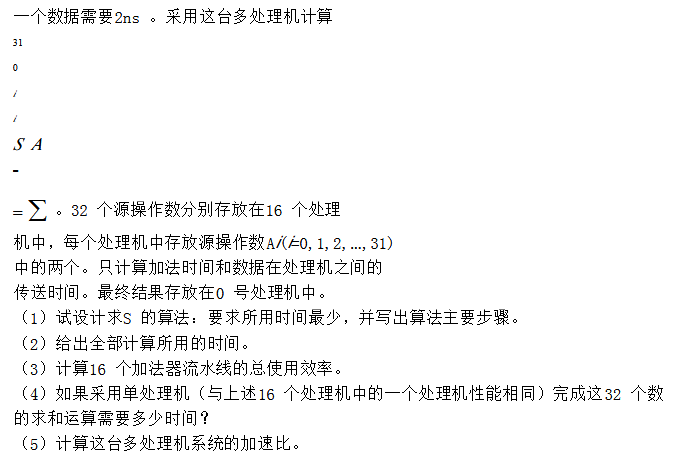 一个数据需要2ns 。采用这台多处理机计算
31
0
i
i
S A
-
= ∑ 。32 个源操作数分别存放在16 个处理
机中，每个处理机中存放源操作数Ai(i=0,1,2,…,31)
中的两个。只计算加法时间和数据在处理机之间的
传送时间。最终结果存放在0 号处理机中。
（1）试设计求S 的算法：要求所用时间最少，并写出算法主要步骤。
（2）给出全部计算所用的时间。
（3）计算16 个加法器流水线的总使用效率。
（4）如果采用单处理机（与上述16 个处理机中的一个处理机性能相同）完成这32 个数
的求和运算需要多少时间？
（5）计算这台多处理机系统的加速比。